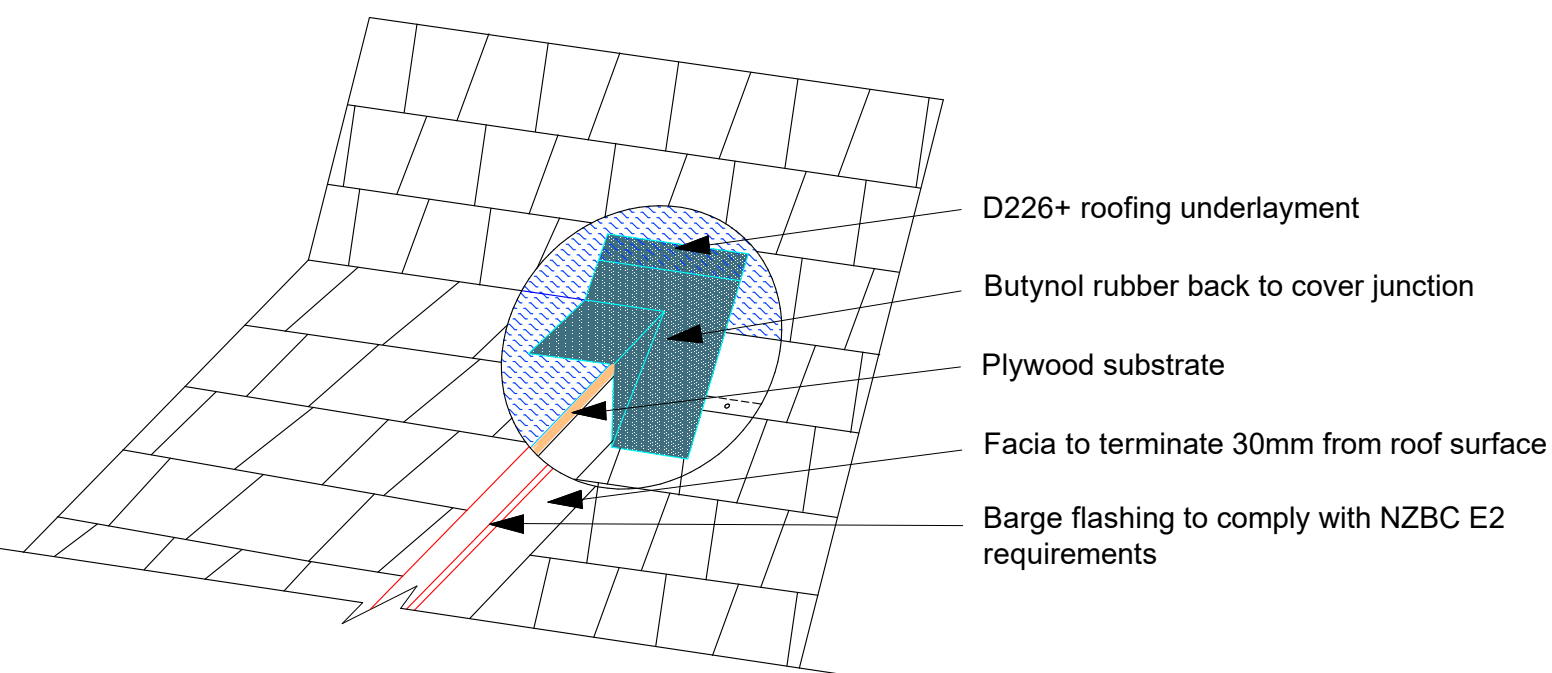 D226+ roofing underlayment
Butynol rubber back to cover junction
Plywood substrate
Facia to terminate 30mm from roof surface
Barge flashing to comply with NZBC E2
requirements